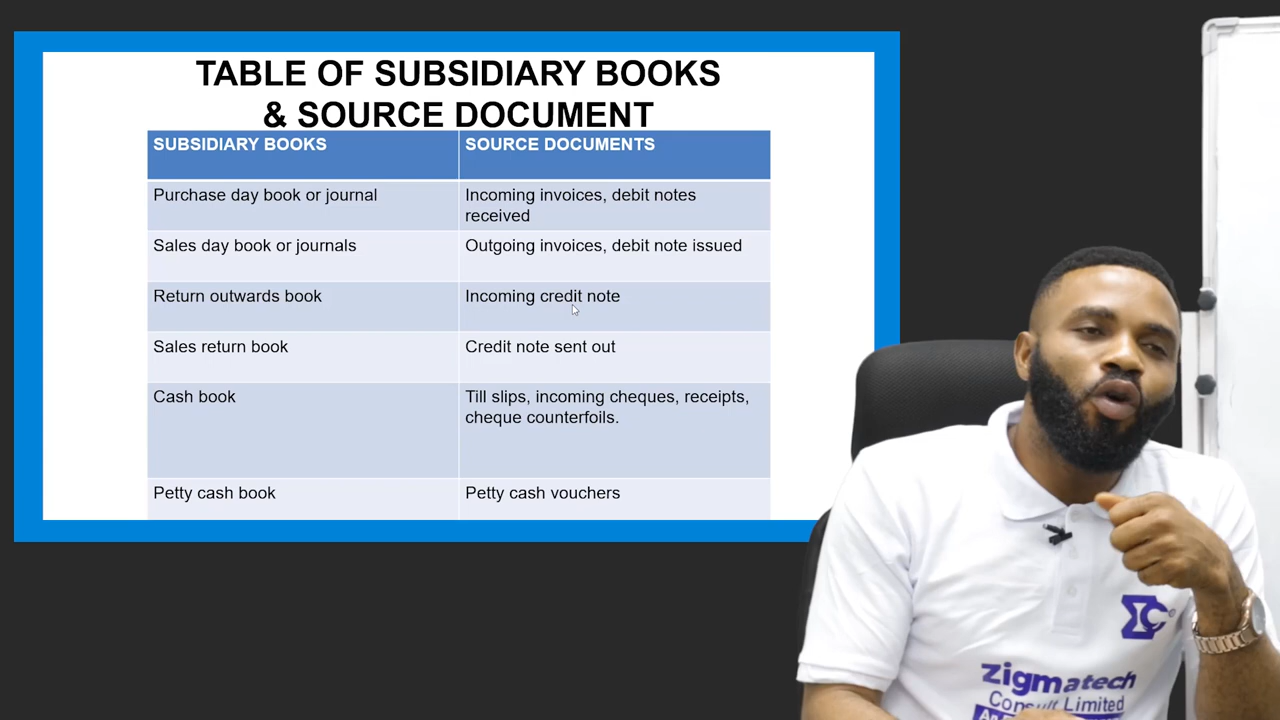 TABLE OF SUBSIDIARY BOOKS
& SOURCE DOCUMENT
SUBSIDIARY BOOKS SOURCE DOCUMENTS
Purchase day book or journal Incoming invoices, debit notes
received
Sales day book or journals Outgoing invoices, debit note issued
Return outwards book Incoming credit note
Sales return book Credit note sent out
Cash book Till slips, incoming cheques, receipts,
cheque counterfoils.
Petty cash book Petty cash vouchers
zigmatech
Consult Limited